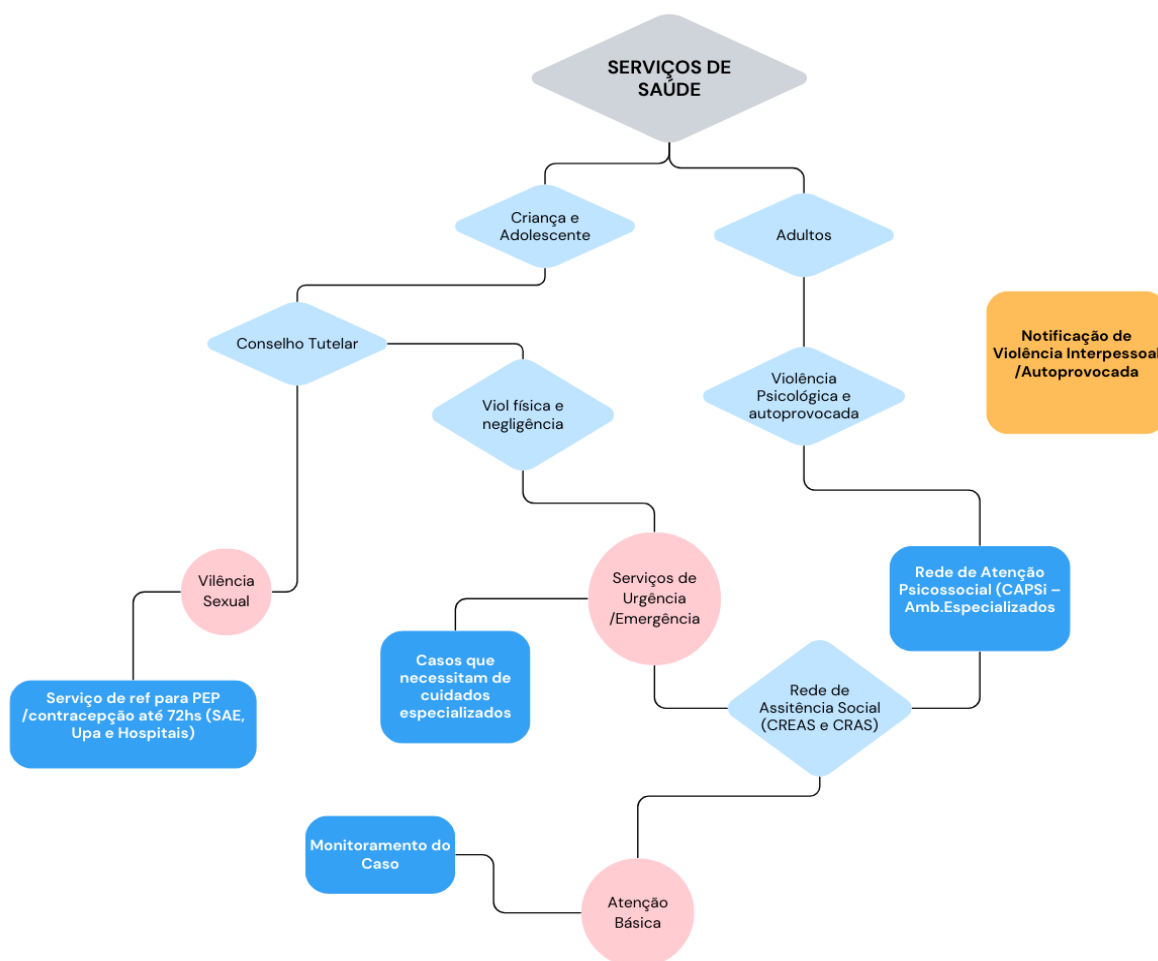 SERVIÇOS DE
SAÚDE
Criança e
Adolescente
Adultos
Conselho Tutelar
Notificação de
Violência Interpessoal
/Autoprovocada
Viol física e
negligência
Violência
Psicológica e
autoprovocada
Vilência
Sexual
Serviços de
Urgência
/Emergência
Rede de Atenção
Psicossocial (CAPSi –
Amb.Especializados
Serviço de ref para PEP
/contracepção até 72hs (SAE,
Upa e Hospitais)
Casos que
necessitam de
cuidados
especializados
Rede de
Assitência Social
(CREAS e CRAS)
Monitoramento do
Caso
Atenção
Básica